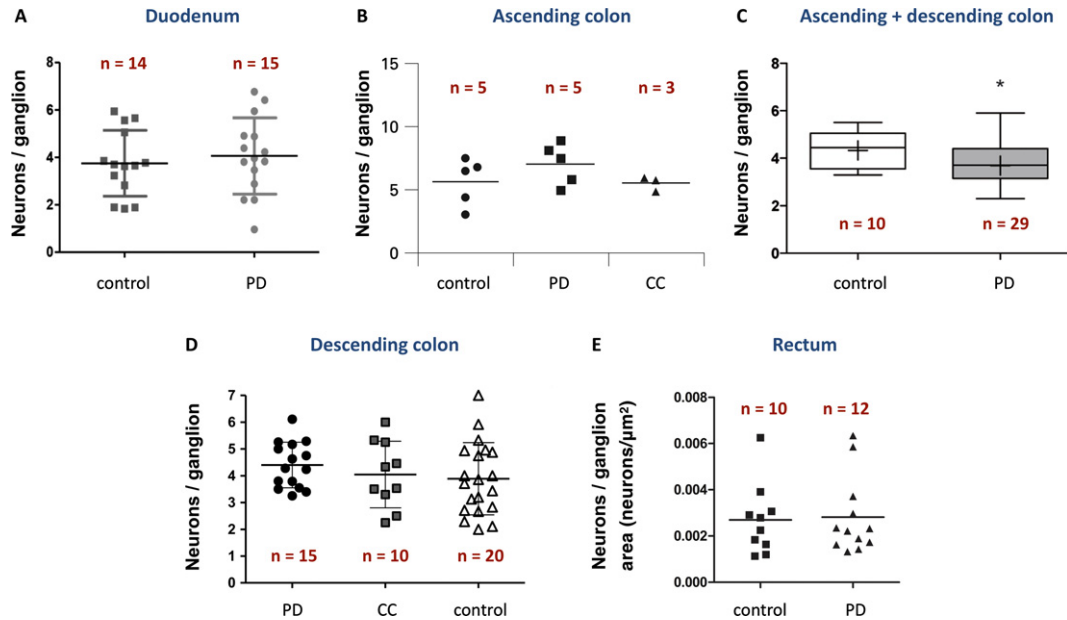 A
Duodenum
Neurons / ganglion
8
6
4
2
0
n = 14
n = 15
control
PD
B
Ascending colon
Neurons / ganglion
15
10
5
0
n = 5
n = 5
n = 3
control
PD
CC
C
Ascending + descending colon
Neurons / ganglion
8
6
4
2
0
*
n = 10
n = 29
control
PD
D
Descending colon
Neurons / ganglion
7
6
5
4
3
2
1
0
n = 15
n = 10
n = 20
PD
CC
control
E
Rectum
Neurons / ganglion
area (neurons/μm²)
0.008
0.006
0.004
0.002
0.000
n = 10
n = 12
control
PD